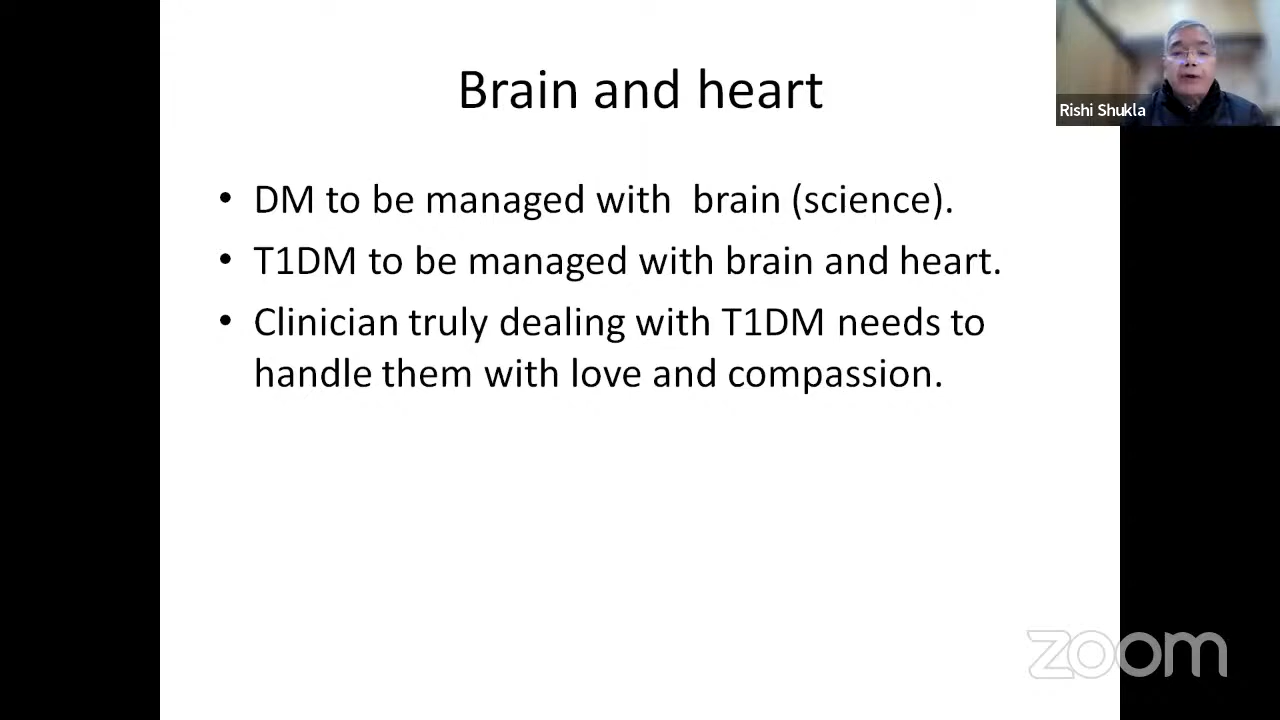 Brain and heart
Rishi Shukla
• DM to be managed with  brain (science).
• T1DM to be managed with brain and heart.
• Clinician truly dealing with T1DM needs to
handle them with love and compassion.
zoom